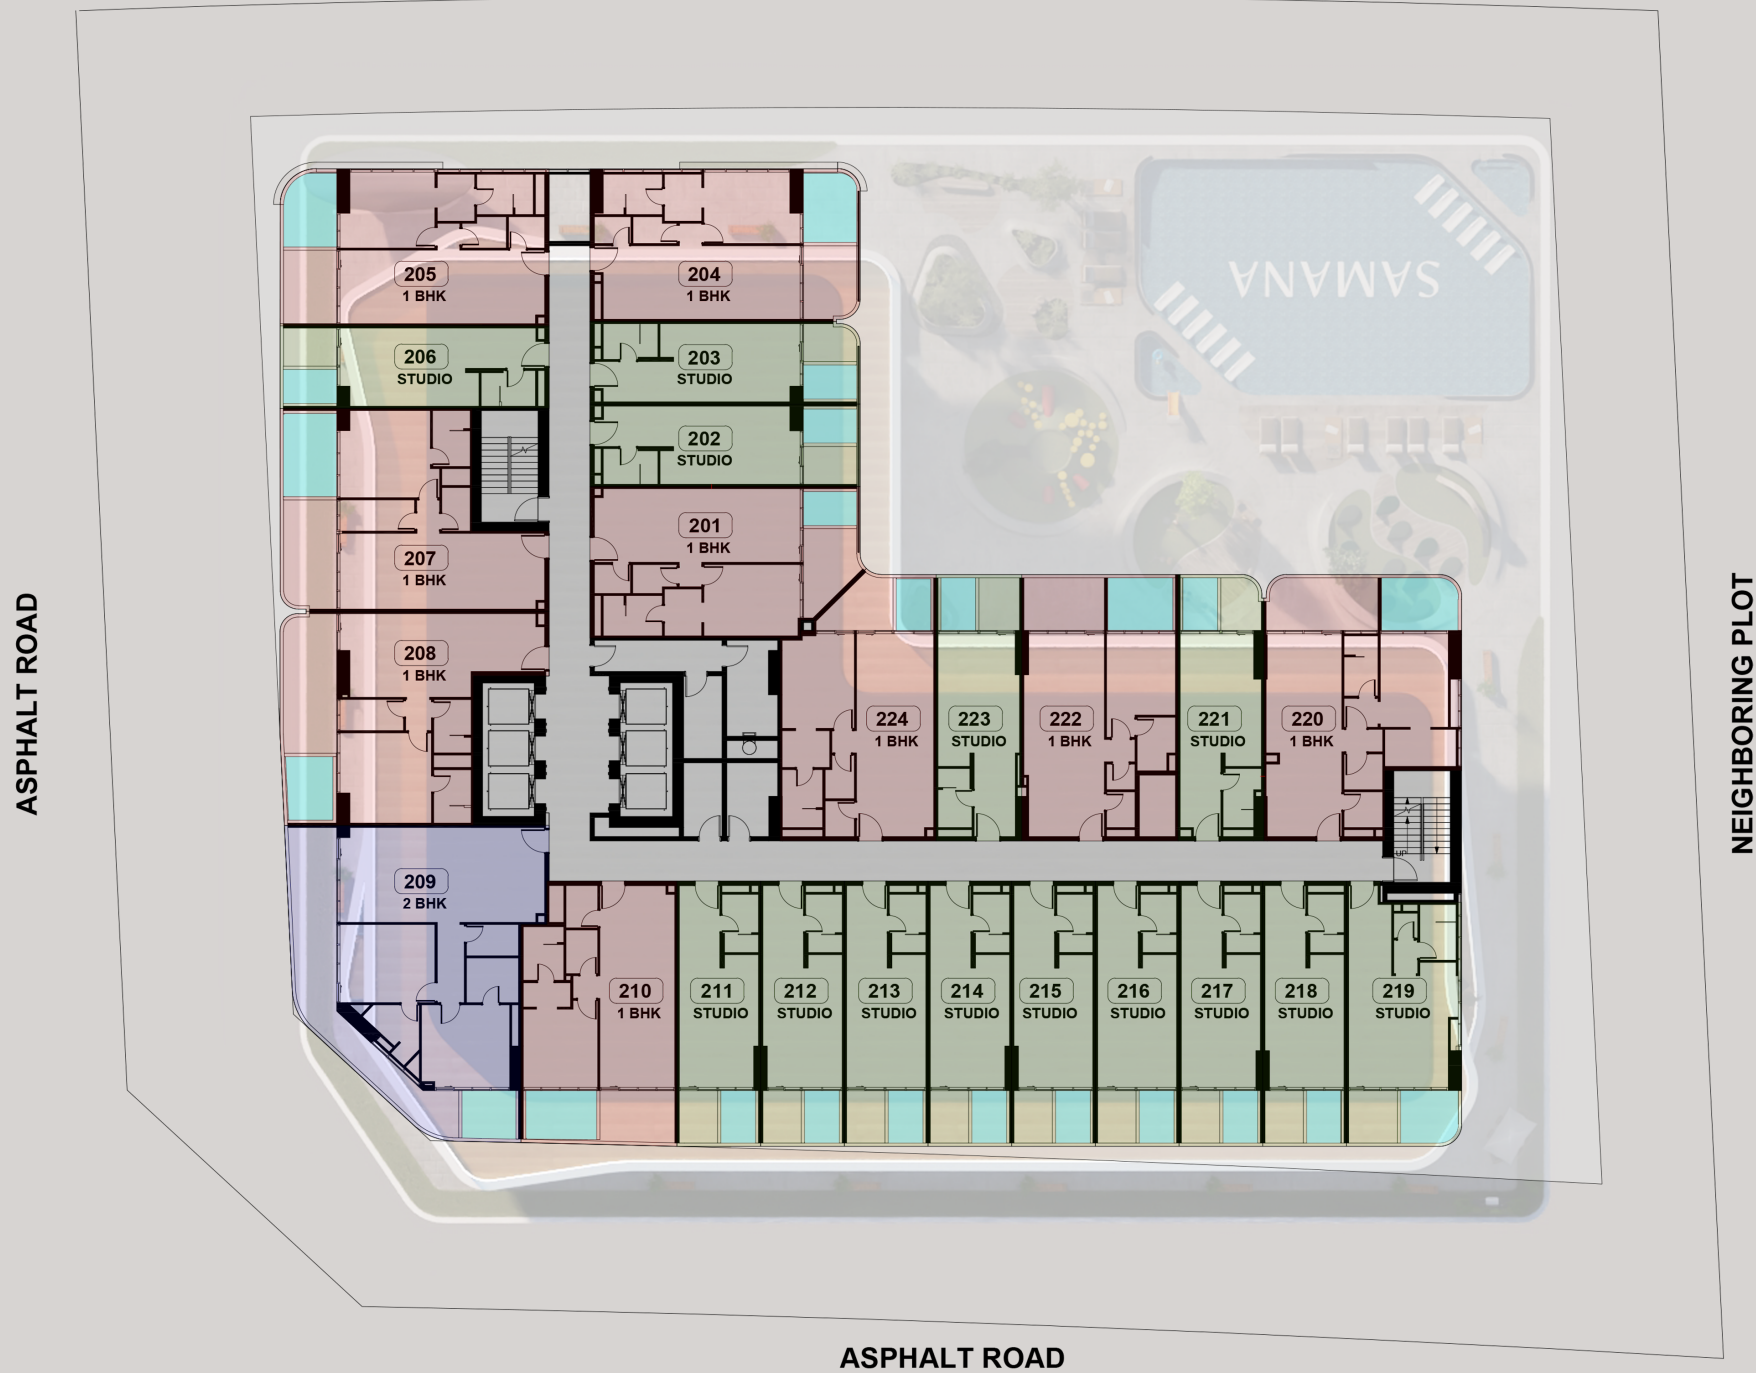 205
1 BHK
204
1 BHK
SAMANA
206
STUDIO
203
STUDIO
202
STUDIO
201
1 BHK
207
1 BHK
208
1 BHK
224
1 BHK
223
STUDIO
222
1 BHK
221
STUDIO
220
1 BHK
UP
209
2 BHK
210
1 BHK
211
STUDIO
212
STUDIO
213
STUDIO
214
STUDIO
215
STUDIO
216
STUDIO
217
STUDIO
218
STUDIO
219
STUDIO
ASPHALT ROAD
NEIGHBORING PLOT
ASPHALT ROAD